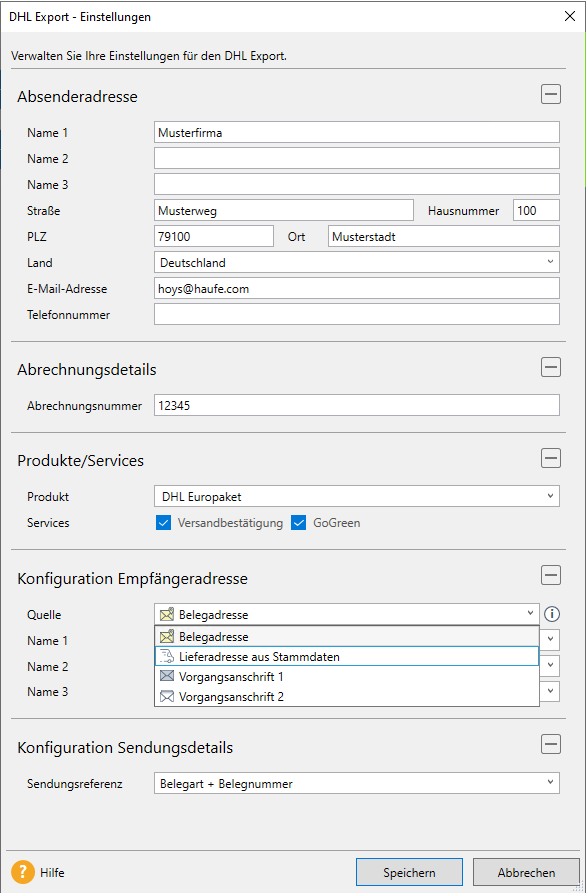 DHL Export - Einstellungen
Verwalten Sie Ihre Einstellungen für den DHL Export.
Absenderadresse
Name 1 Musterfirma
Name 2
Name 3
Straße Musterweg Hausnummer 100
PLZ 79100 Ort Musterstadt
Land Deutschland
E-Mail-Adresse hoys@haufe.com
Telefonnummer
Abrechnungsdetails
Abrechnungsnummer 12345
Produkte/Services
Produkt DHL Europaket
Services Versandbestätigung GoGreen
Konfiguration Empfängeradresse
Quelle Belegadresse
Name 1 Belegadresse
Lieferadresse aus Stammdaten
Name 2 Vorgangsanschrift 1
Name 3 Vorgangsanschrift 2
Konfiguration Sendungsdetails
Sendungsreferenz Belegart + Belegnummer
? Hilfe Speichern Abbrechen